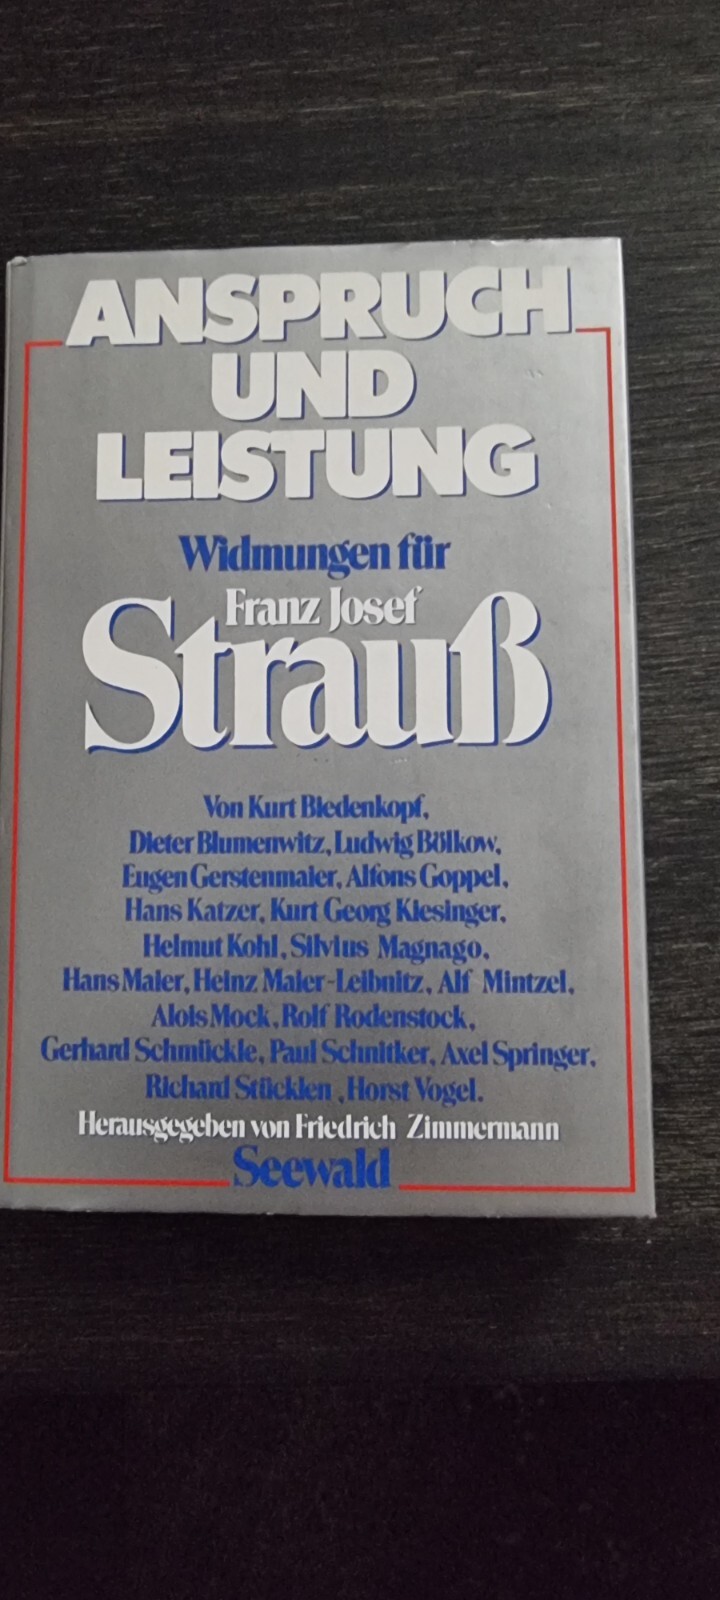 ANSPRUCH
UND
LEISTUNG
Widmungen für
Franz Josef
Strauß
Von Kurt Biedenkopf,
Dieter Blumenwitz, Ludwig Bölkow,
Eugen Gerstenmaier, Alfons Goppel,
Hans Katzer, Kurt Georg Kiesinger,
Helmut Kohl, Silvius Magnago,
Hans Maier, Heinz Maier-Leibnitz, Alf Mintzel,
Alois Mock, Rolf Rodenstock,
Gerhard Schmückle, Paul Schnitker, Axel Springer,
Richard Stücklen, Horst Vogel.
Herausgegeben von Friedrich Zimmermann
Seewald